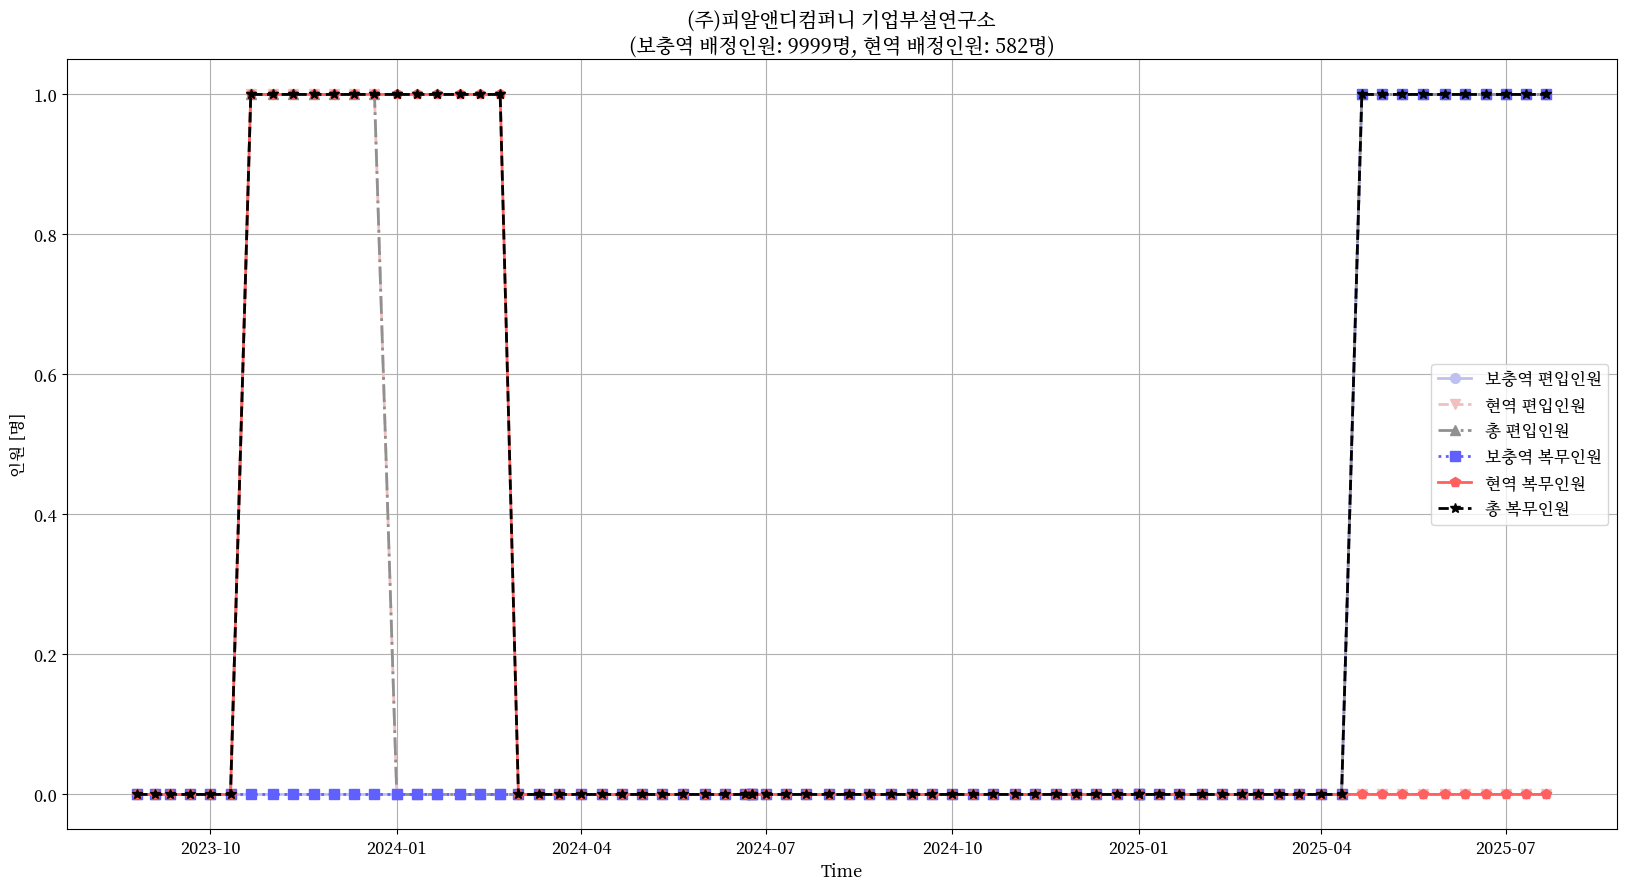 (주)피알앤디컴퍼니 기업부설연구소
(보충역 배정인원: 9999명, 현역 배정인원: 582명)
1.0
0.8
0.6
0.4
0.2
0.0
인원 [명]
보충역 편입인원
현역 편입인원
총 편입인원
보충역 복무인원
현역 복무인원
총 복무인원
2023-10
2024-01
2024-04
2024-07
2024-10
2025-01
2025-04
2025-07
Time